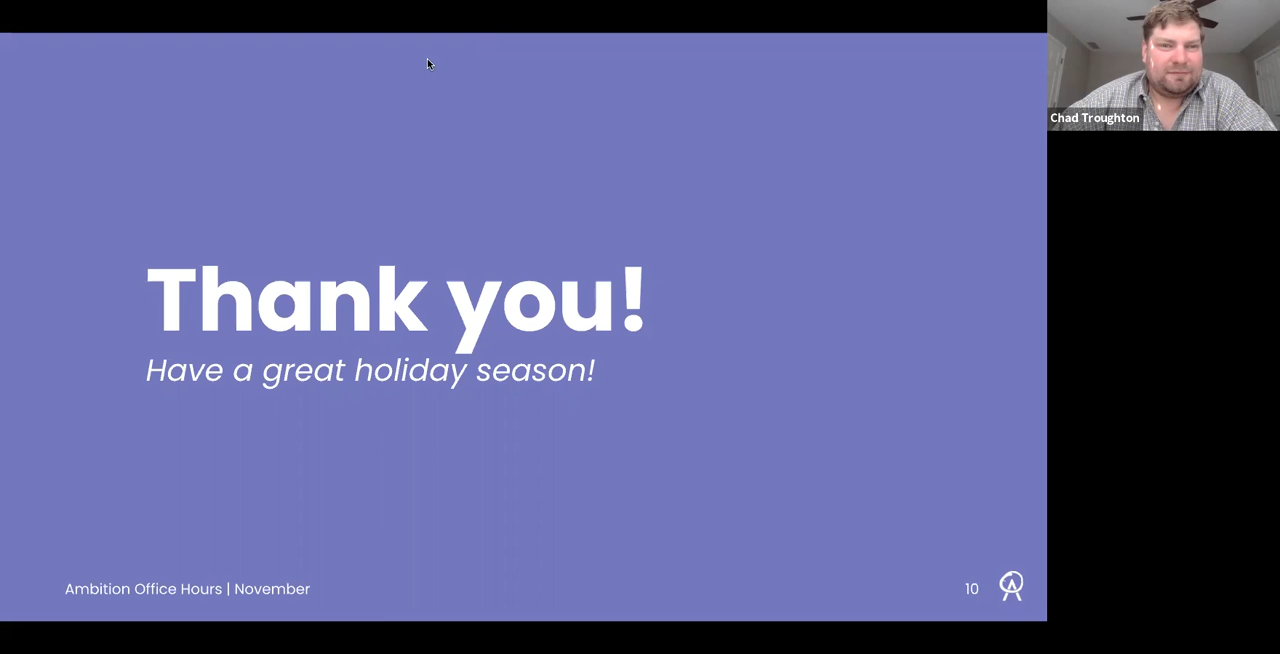 Thank you!
Have a great holiday season!
Ambition Office Hours | November
10
Chad Troughton